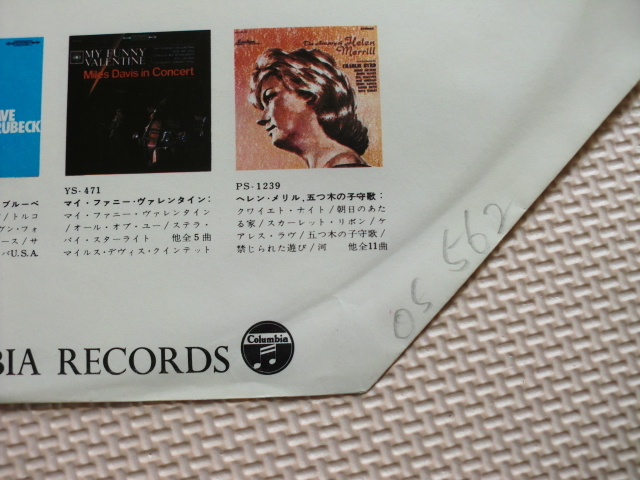 AVE
RUBECK
MY FUNNY
VALENTINE
Miles Davis in Concert
The Artistry of Helen
Merrill
CHARLIE BYRD
ブルーベ
/トルコ
ヴン・フォ
ース/サ
パU.S.A.
YS-471
マイ・ファニー・ヴァレンタイン:
マイ・ファニー・ヴァレンタイン
/オール・オブ・ユー/ステラ・
バイ・スターライト 他全5曲
マイルス・デヴィス・クインテット
PS-1239
ヘレン・メリル、五つ木の子守歌:
クワイエト・ナイト/朝日のあた
る家/スカーレット・リボン/ケ
アレス・ラヴ/五つ木の子守歌/
禁じられた遊び/河 他全11曲
BIA RECORDS
Columbia
OS 562